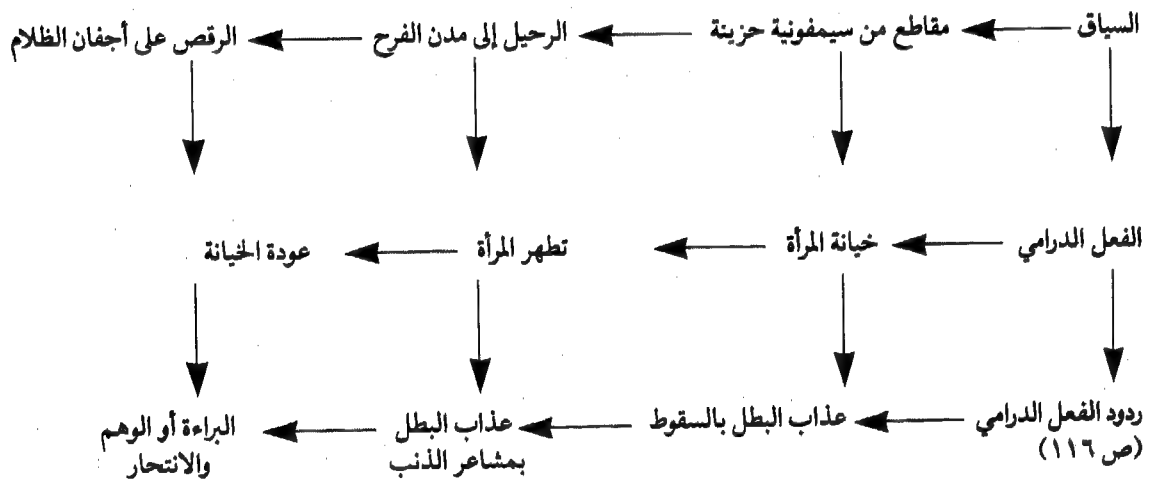 السياق
مقاطع من سيمفونية حزينة
الرحيل إلى مدن الفرح
الرقص على أجفان الظلام
الفعل الدرامي
خيانة المرأة
تطهر المرأة
عودة الخيانة
ردود الفعل الدرامي
(ص ١١٦)
عذاب البطل بالسقوط
عذاب البطل
بمشاعر الذنب
البراءة أو الوهم
والانتحار